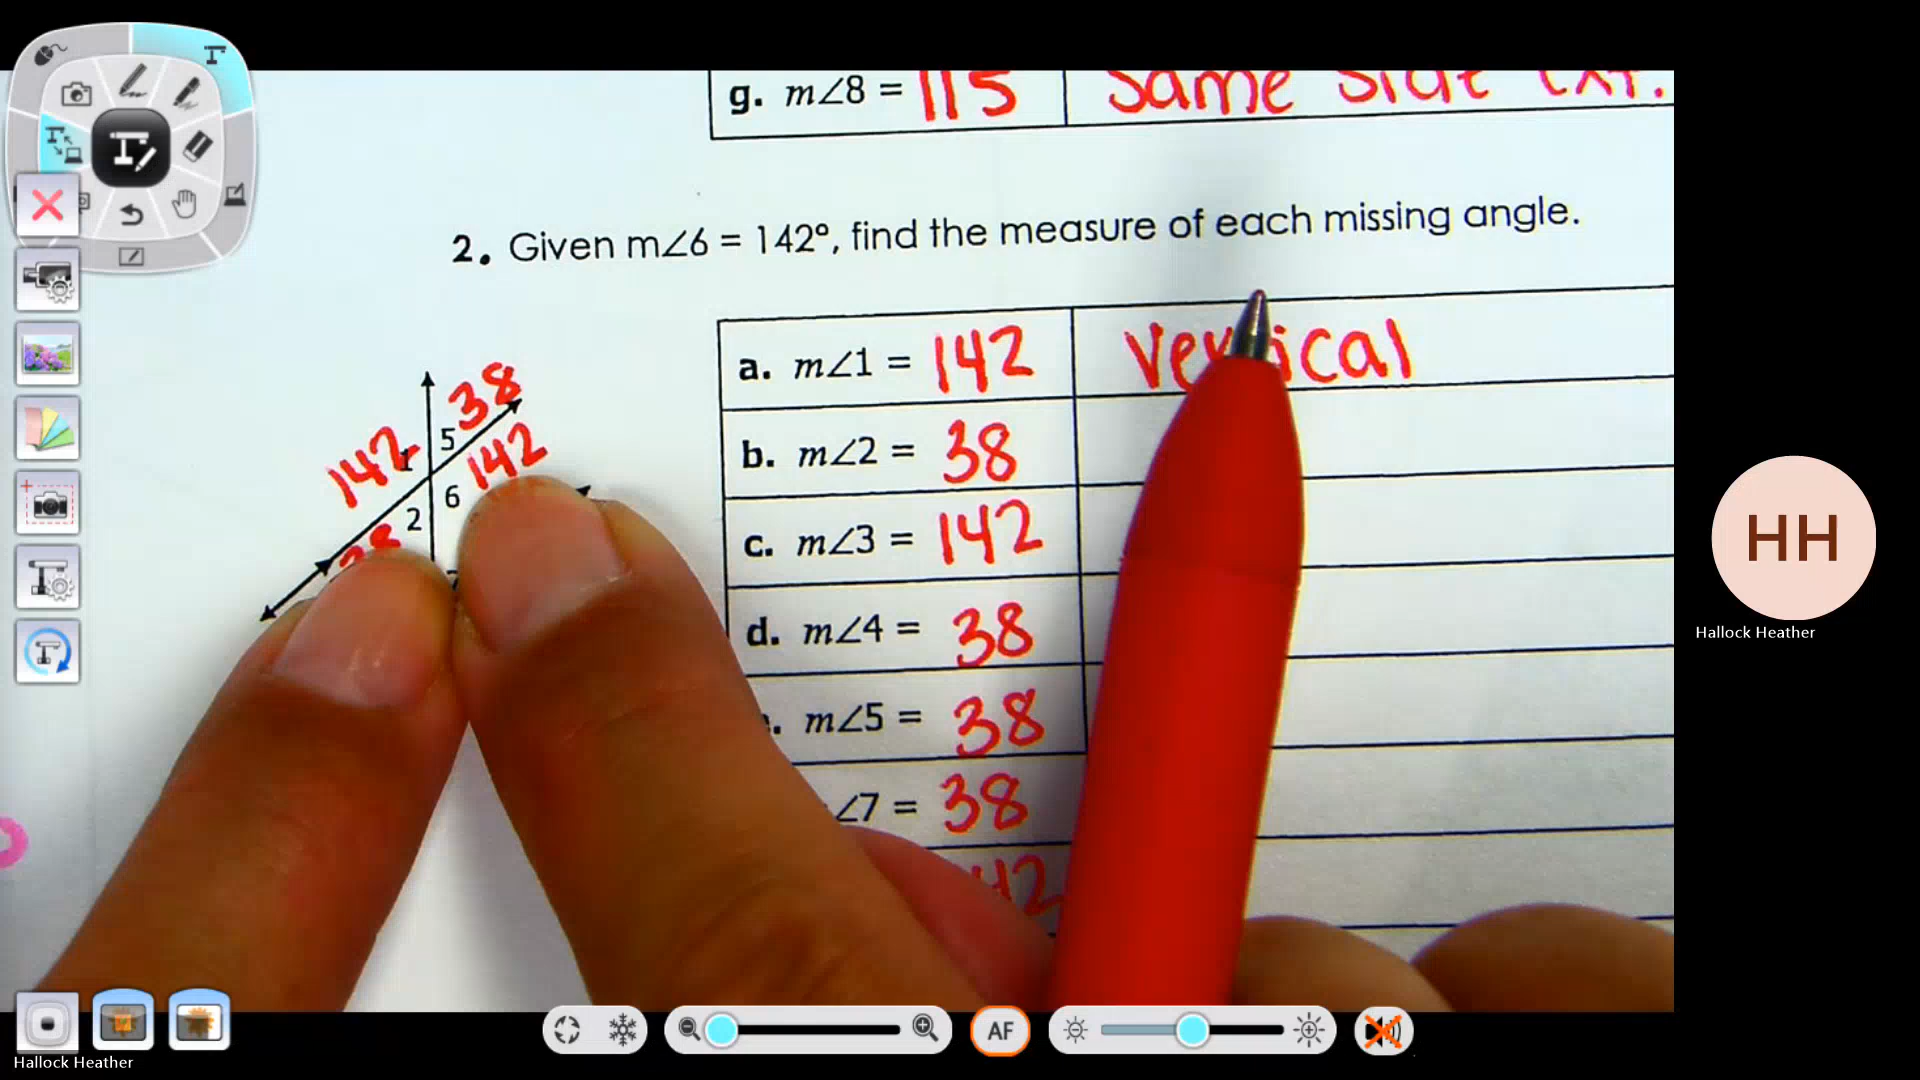 g. m∠8 = 115 Same Side Ext.
2. Given m∠6 = 142°, find the measure of each missing angle.
a. m∠1 = 142
b. m∠2 = 38
c. m∠3 = 142
d. m∠4 = 38
m∠5 = 38
∠7 = 38
38
142
1
5
142
6
2
HH
Hallock Heather
AF
Hallock Heather